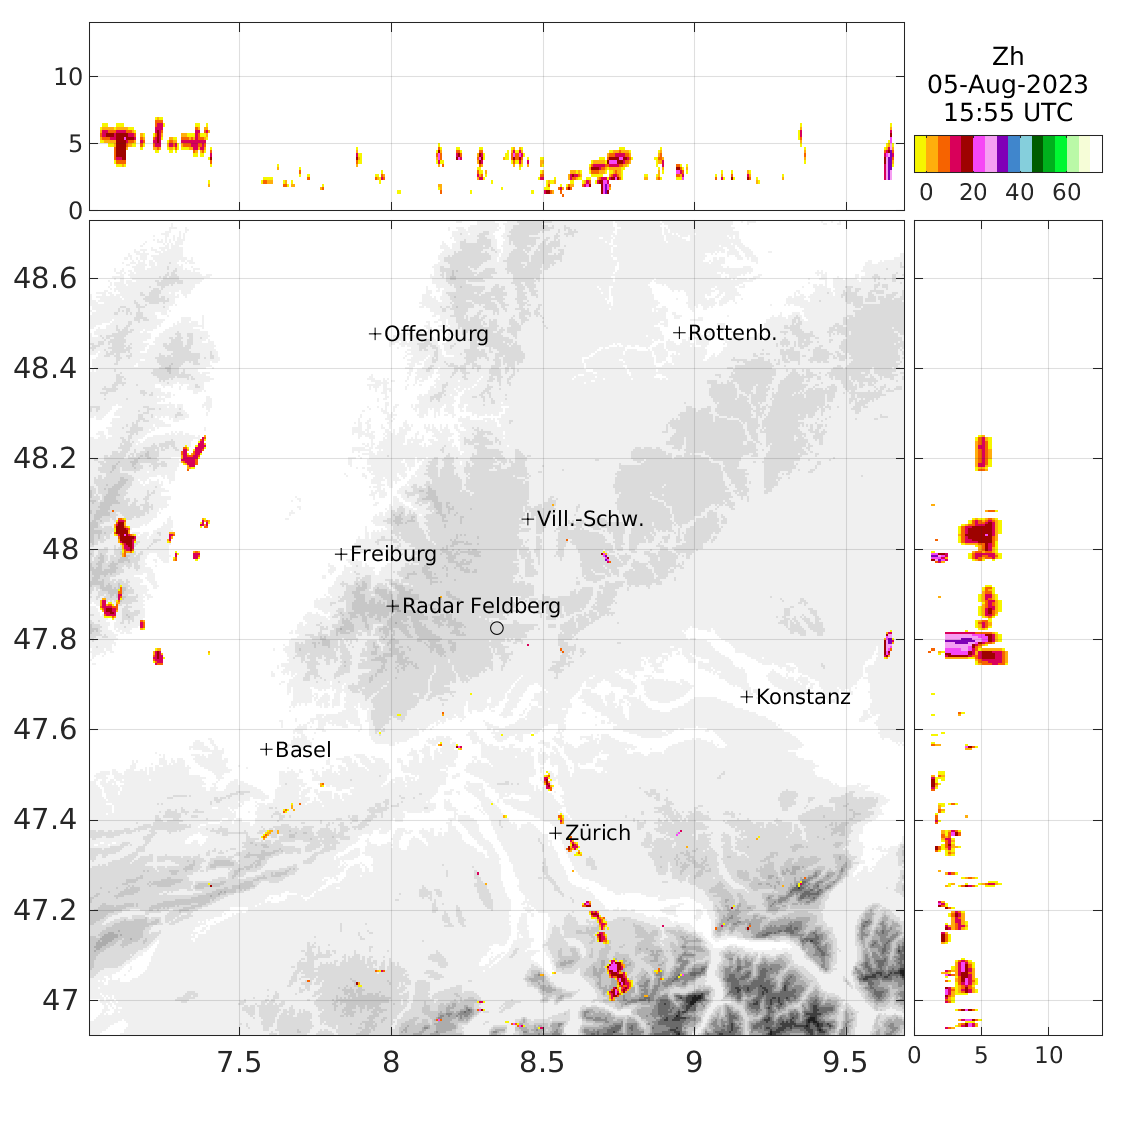 Zh
05-Aug-2023
15:55 UTC
0 20 40 60
10
5
0
48.6
48.4
48.2
48
47.8
47.6
47.4
47.2
47
Offenburg
Rottenb.
Vill.-Schw.
Freiburg
Radar Feldberg
Konstanz
Basel
Zürich
7.5 8 8.5 9 9.5
0 5 10